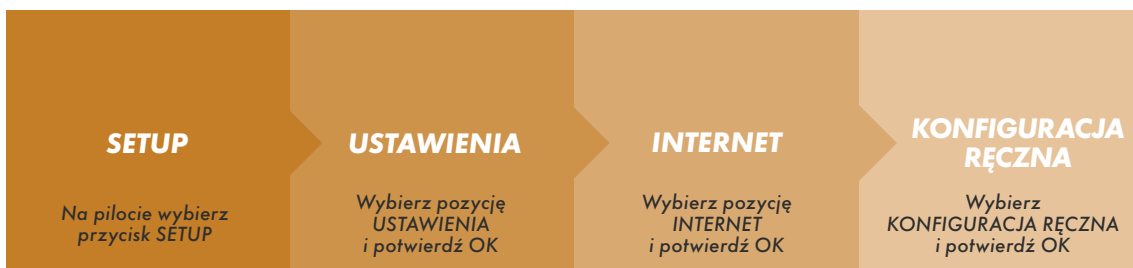 SETUP
Na pilocie wybierz
przycisk SETUP
USTAWIENIA
Wybierz pozycję
USTAWIENIA
i potwierdź OK
INTERNET
Wybierz pozycję
INTERNET
i potwierdź OK
KONFIGURACJA
RĘCZNA
Wybierz
KONFIGURACJA RĘCZNA
i potwierdź OK